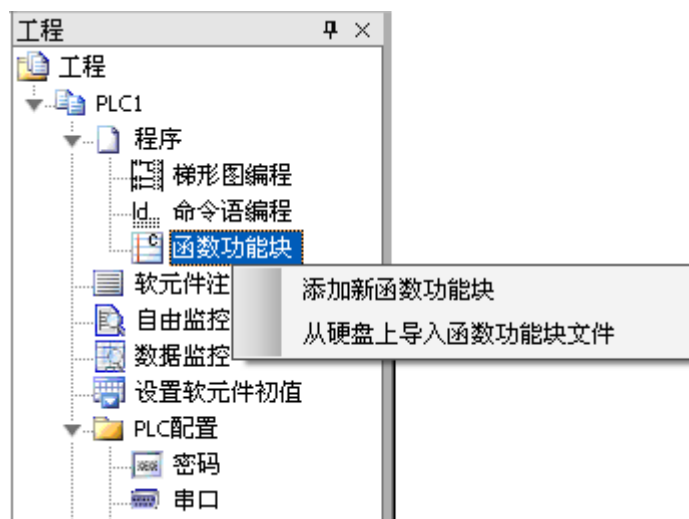 工程
工程
PLC1
程序
梯形图编程
命令语编程
函数功能块
添加新函数功能块
从硬盘上导入函数功能块文件
软元件注
自由监控
数据监控
设置软元件初值
PLC配置
密码
串口